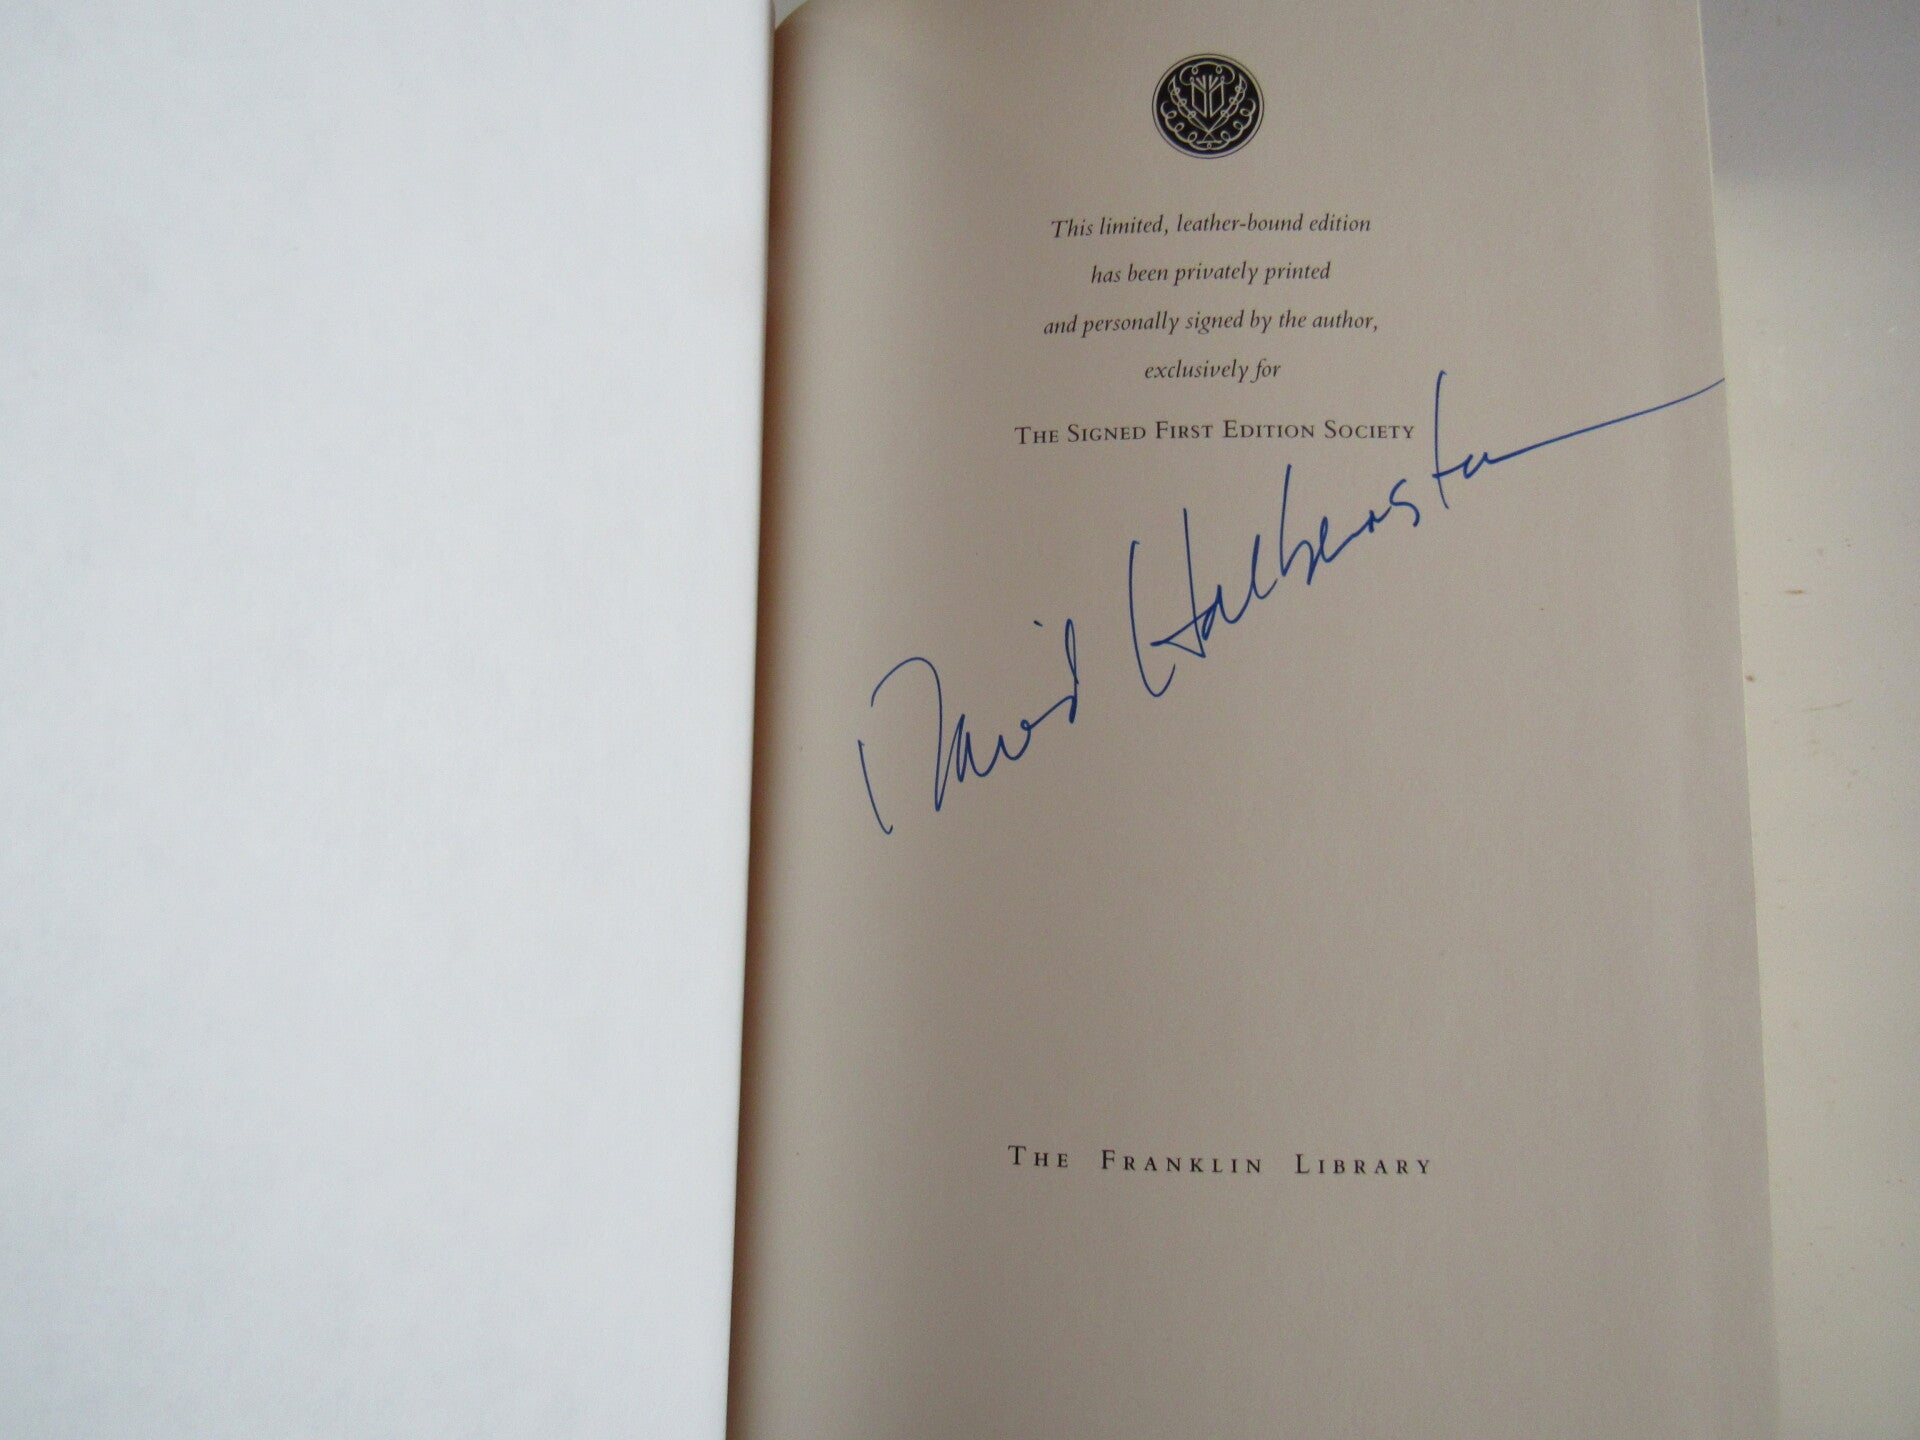 This limited, leather-bound edition
has been privately printed
and personally signed by the author,
exclusively for
THE SIGNED FIRST EDITION SOCIETY
David Halberstam
THE FRANKLIN LIBRARY